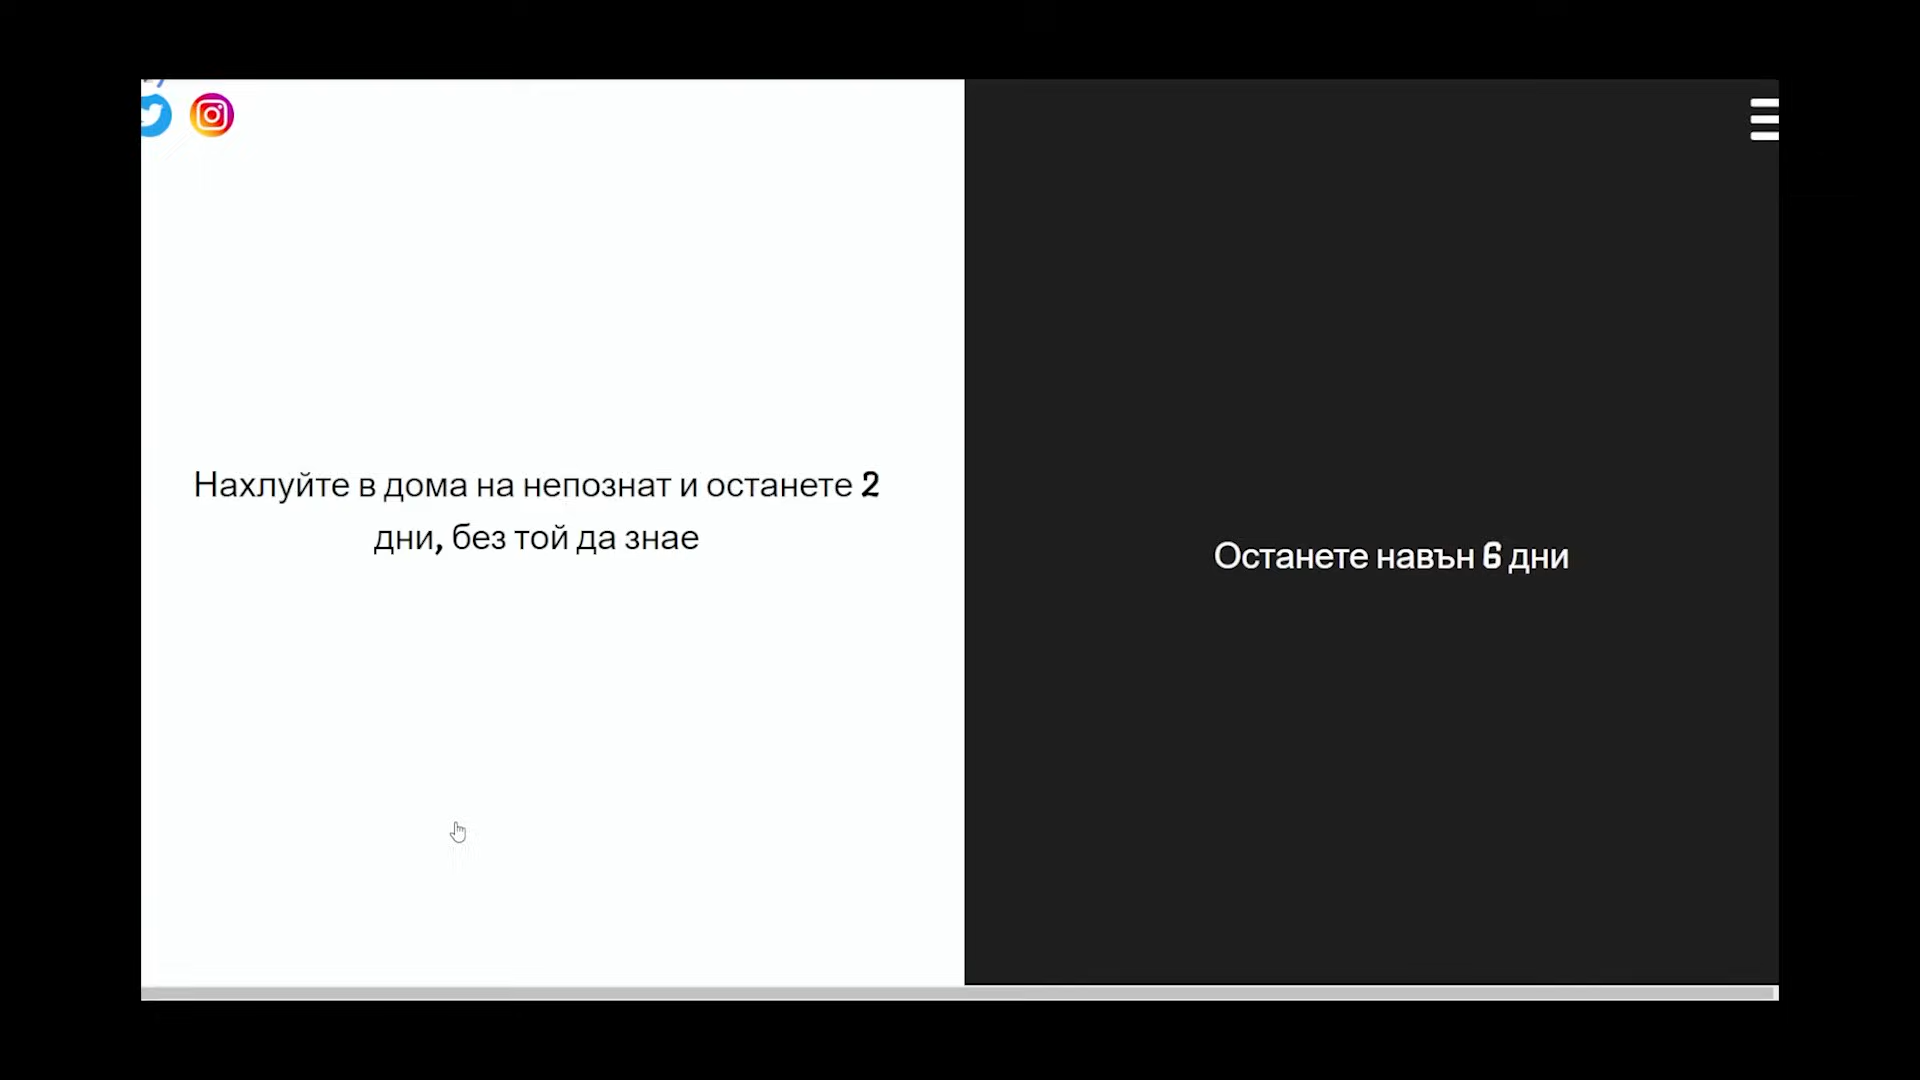 Нахлуйте в дома на непознат и останете 2
дни, без той да знае
Останете навън 6 дни